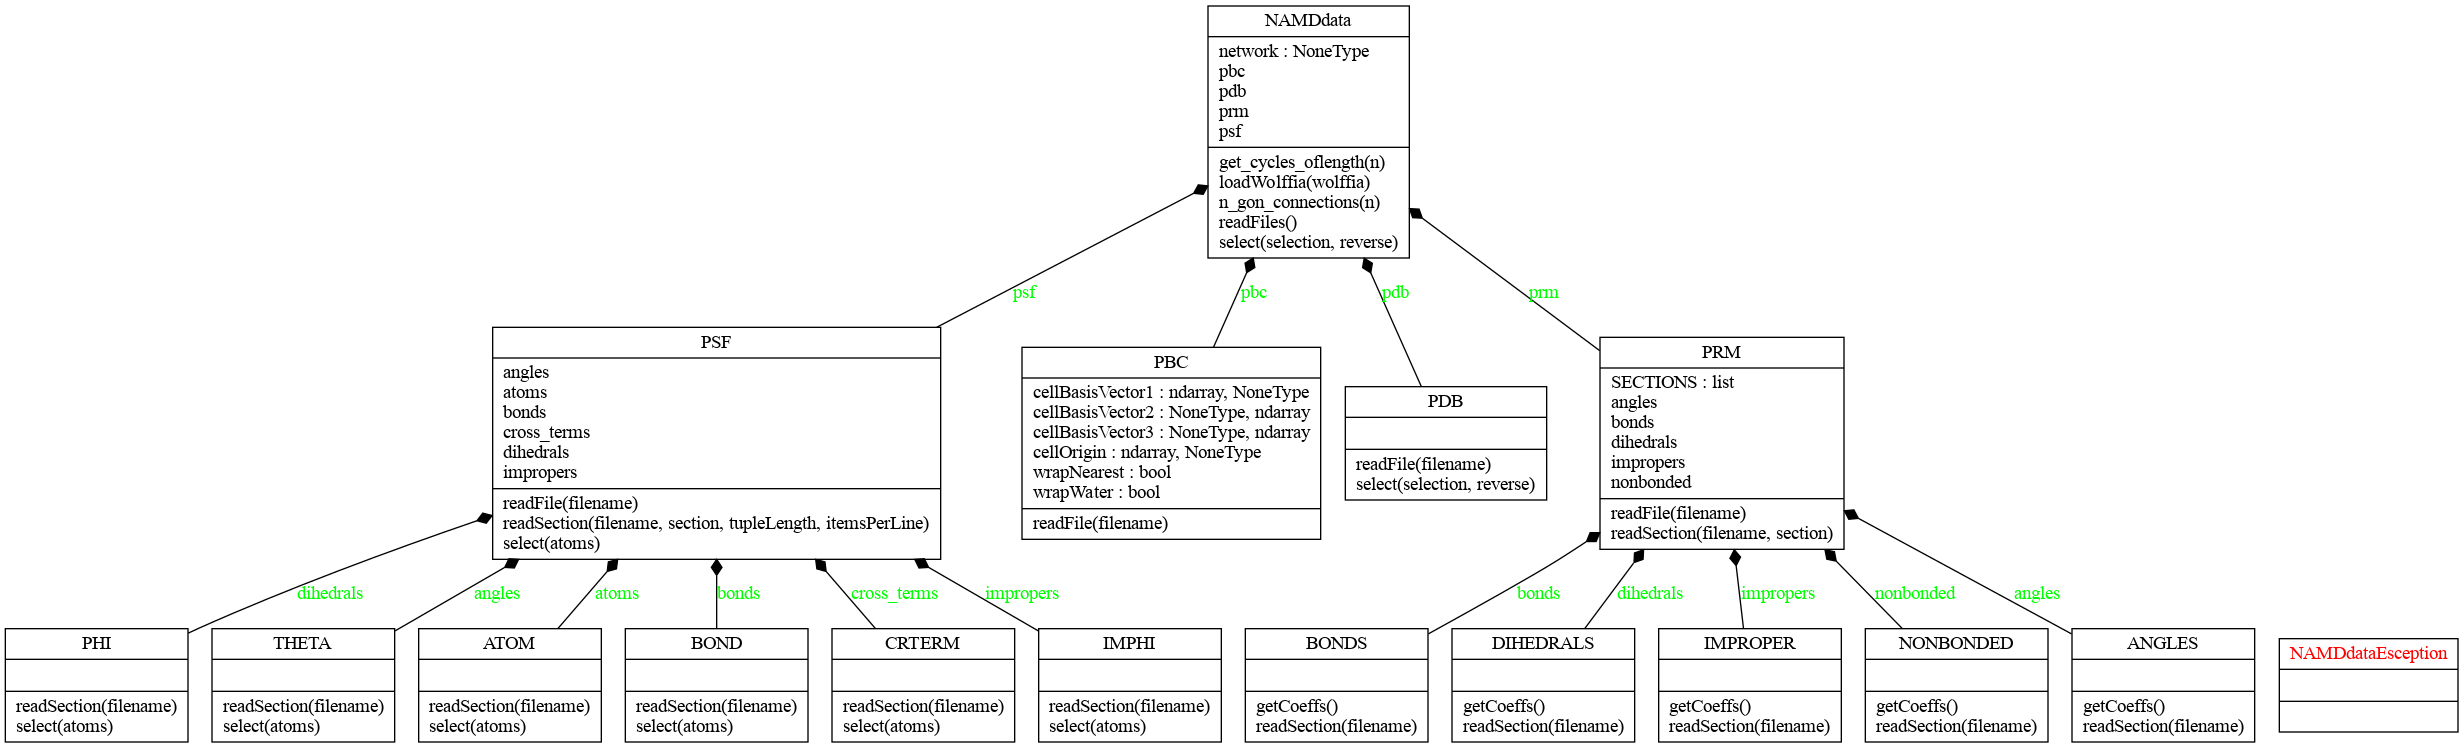 NAMDdata
network : NoneType
pbc
pdb
prm
psf
get_cycles_oflength(n)
loadWolffia(wolffia)
n_gon_connections(n)
readFiles()
select(selection, reverse)
psf
pbc
pdb
prm
PSF
angles
atoms
bonds
cross_terms
dihedrals
impropers
readFile(filename)
readSection(filename, section, tupleLength, itemsPerLine)
select(atoms)
PBC
cellBasisVector1 : ndarray, NoneType
cellBasisVector2 : NoneType, ndarray
cellBasisVector3 : NoneType, ndarray
cellOrigin : ndarray, NoneType
wrapNearest : bool
wrapWater : bool
readFile(filename)
PDB
readFile(filename)
select(selection, reverse)
PRM
SECTIONS : list
angles
bonds
dihedrals
impropers
nonbonded
readFile(filename)
readSection(filename, section)
dihedrals
angles
atoms
bonds
cross_terms
impropers
bonds
dihedrals
impropers
nonbonded
angles
PHI
readSection(filename)
select(atoms)
THETA
readSection(filename)
select(atoms)
ATOM
readSection(filename)
select(atoms)
BOND
readSection(filename)
select(atoms)
CRTERM
readSection(filename)
select(atoms)
IMPHI
readSection(filename)
select(atoms)
BONDS
getCoeffs()
readSection(filename)
DIHEDRALS
getCoeffs()
readSection(filename)
IMPROPER
getCoeffs()
readSection(filename)
NONBONDED
getCoeffs()
readSection(filename)
ANGLES
getCoeffs()
readSection(filename)
NAMDdataException